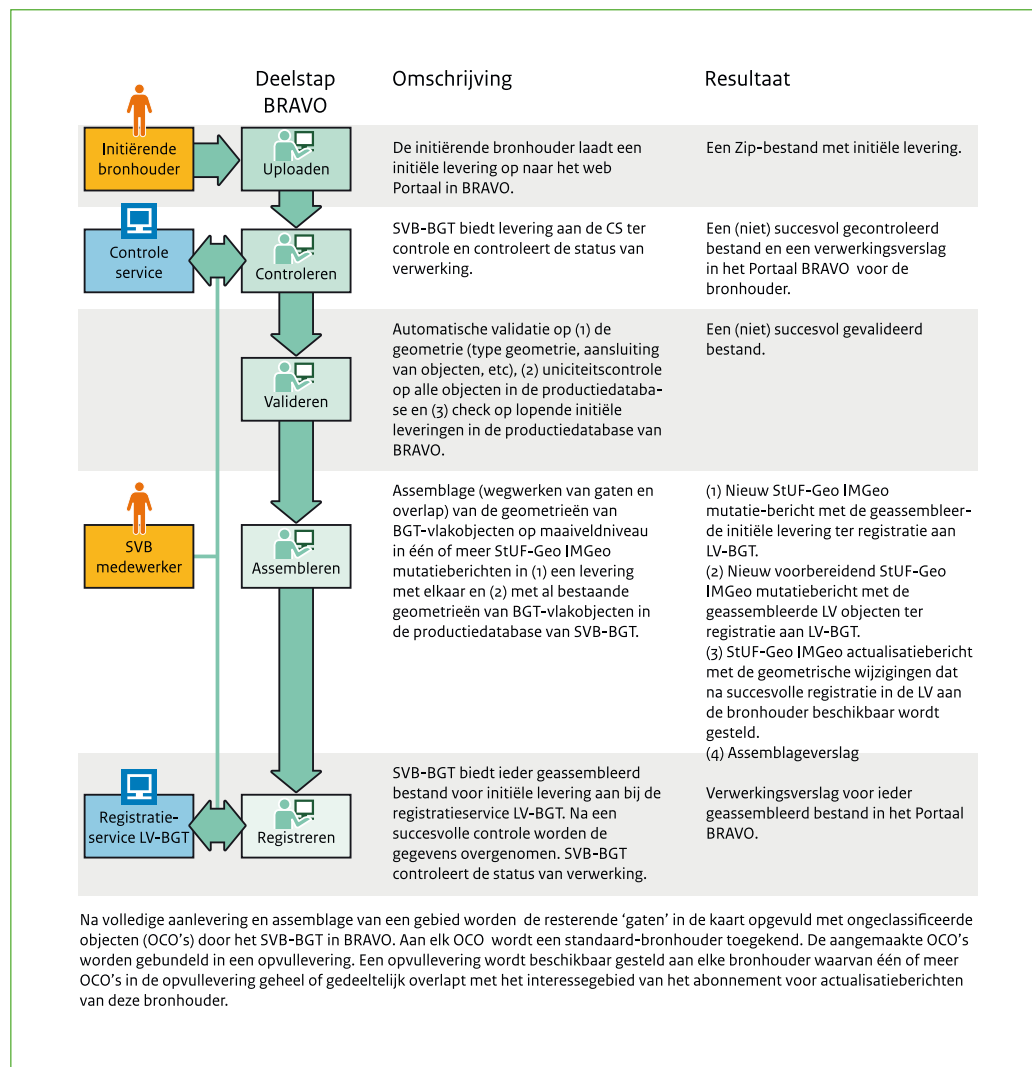 Deelstap
BRAVO
Omschrijving
Resultaat
Initiërende
bronhouder
Uploaden
De initiërende bronhouder laadt een
initiële levering op naar het web
Portaal in BRAVO.
Een Zip-bestand met initiële levering.
Controle
service
Controleren
SVB-BGT biedt levering aan de CS ter
controle en controleert de status van
verwerking.
Een (niet) succesvol gecontroleerd
bestand en een verwerkingsverslag
in het Portaal BRAVO voor de
bronhouder.
Valideren
Automatische validatie op (1) de
geometrie (type geometrie, aansluiting
van objecten, etc), (2) uniciteitscontrole
op alle objecten in de productiedataba-
se en (3) check op lopende initiële
leveringen in de productiedatabase van
BRAVO.
Een (niet) succesvol gevalideerd
bestand.
SVB
medewerker
Assembleren
Assemblage (wegwerken van gaten en
overlap) van de geometrieën van
BGT-vlakobjecten op maaiveldniveau
in één of meer StUF-Geo IMGeo
mutatieberichten in (1) een levering
met elkaar en (2) met al bestaande
geometrieën van BGT-vlakobjecten in
de productiedatabase van SVB-BGT.
(1) Nieuw StUF-Geo IMGeo
mutatie-bericht met de geassembleer-
de initiële levering ter registratie aan
LV-BGT.
(2) Nieuw voorbereidend StUF-Geo
IMGeo mutatiebericht met de
geassembleerde LV objecten ter
registratie aan LV-BGT.
(3) StUF-Geo IMGeo actualisatiebericht
met de geometrische wijzigingen dat
na succesvolle registratie in de LV aan
de bronhouder beschikbaar wordt
gesteld.
(4) Assemblageverslag
Registratie-
service LV-BGT
Registreren
SVB-BGT biedt ieder geassembleerd
bestand voor initiële levering aan bij de
registratieservice LV-BGT. Na een
succesvolle controle worden de
gegevens overgenomen. SVB-BGT
controleert de status van verwerking.
Verwerkingsverslag voor ieder
geassembleerd bestand in het Portaal
BRAVO.
Na volledige aanlevering en assemblage van een gebied worden de resterende ‘gaten’ in de kaart opgevuld met ongeclassificeerde
objecten (OCO’s) door het SVB-BGT in BRAVO. Aan elk OCO wordt een standaard-bronhouder toegekend. De aangemaakte OCO’s
worden gebundeld in een opvullevering. Een opvullevering wordt beschikbaar gesteld aan elke bronhouder waarvan één of meer
OCO’s in de opvullevering geheel of gedeeltelijk overlapt met het interessegebied van het abonnement voor actualisatieberichten
van deze bronhouder.